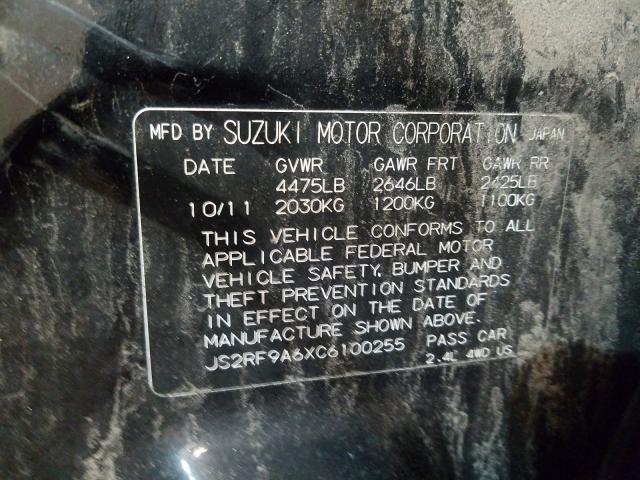 MFD BY SUZUKI MOTOR CORPORATION JAPAN
DATE GVWR GAWR FRT GAWR RR
4475LB 2646LB 2425LB
10/11 2030KG 1200KG 1100KG
THIS VEHICLE CONFORMS TO ALL
APPLICABLE FEDERAL MOTOR
VEHICLE SAFETY, BUMPER AND
THEFT PREVENTION STANDARDS
IN EFFECT ON THE DATE OF
MANUFACTURE SHOWN ABOVE.
JS2RF9A6XC6100255 PASS CAR
2.4L 4WD US